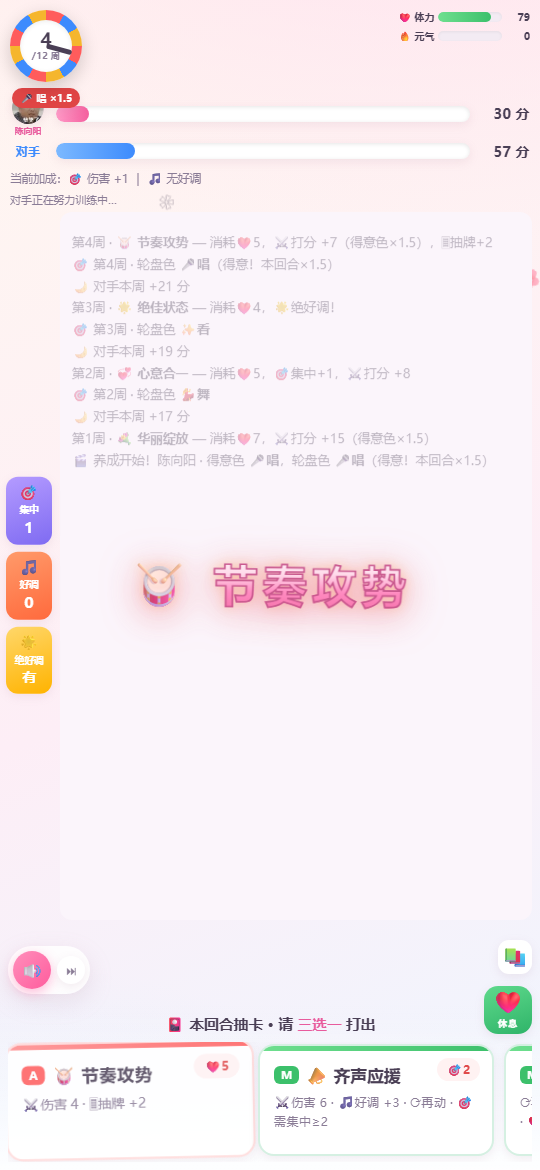 4
/12 周
体力 79
元气 0
唱 ×1.5
陈向阳
30 分
对手
57 分
当前加成： 伤害 +1 | 无好调
对手正在努力训练中...
第4周 · 节奏攻势 — 消耗 5，打分 +7（得意色×1.5），抽牌+2
第4周 · 轮盘色 唱（得意！本回合×1.5）
对手本周 +21 分
第3周 · 绝佳状态 — 消耗 4，绝好调！
第3周 · 轮盘色 香
对手本周 +19 分
第2周 · 心意合一 — 消耗 5，集中+1，打分 +8
第2周 · 轮盘色 舞
对手本周 +17 分
第1周 · 华丽绽放 — 消耗 7，打分 +15（得意色×1.5）
养成开始！陈向阳 · 得意色 唱，轮盘色 唱（得意！本回合×1.5）
集中
1
好调
0
绝好调
有
节奏攻势
休息
本回合抽卡 • 请 三选一 打出
A 节奏攻势 5
伤害 4 · 抽牌 +2
M 齐声应援 2
伤害 6 · 好调 +3 · 再动 ·
需集中≥2